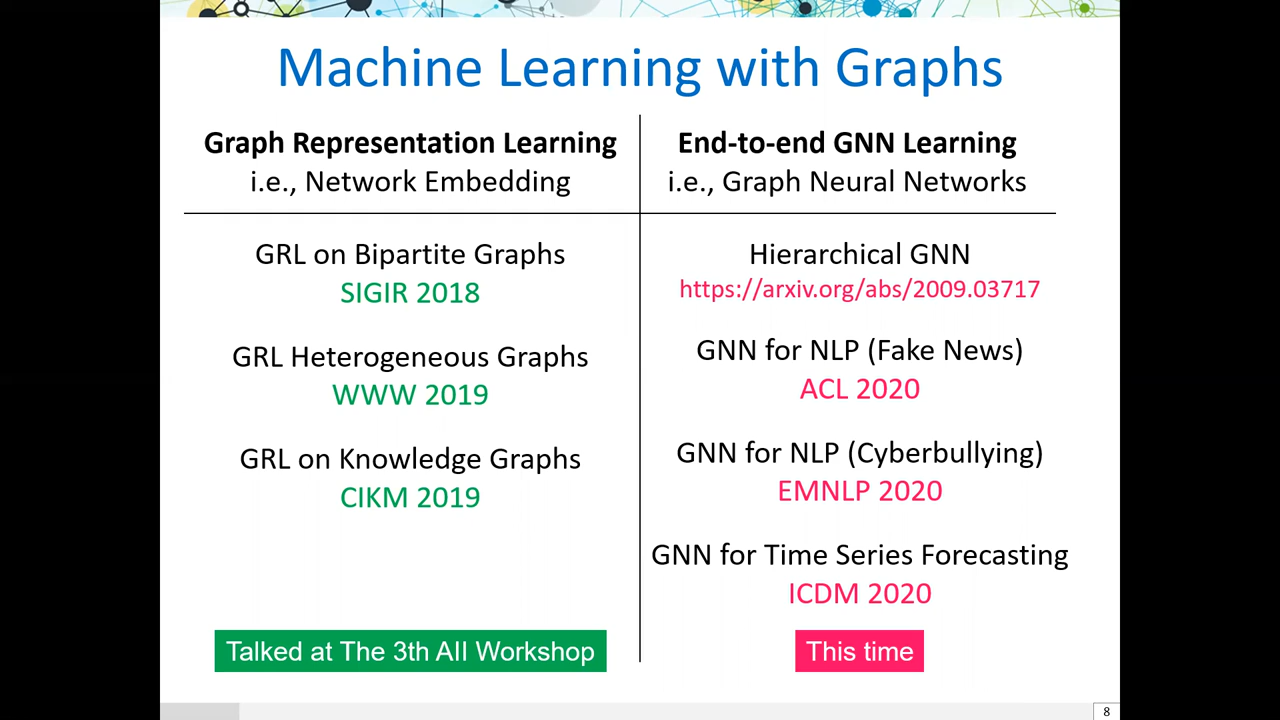 Machine Learning with Graphs
Graph Representation Learning
i.e., Network Embedding
GRL on Bipartite Graphs
SIGIR 2018
GRL Heterogeneous Graphs
WWW 2019
GRL on Knowledge Graphs
CIKM 2019
Talked at The 3th AII Workshop
End-to-end GNN Learning
i.e., Graph Neural Networks
Hierarchical GNN
https://arxiv.org/abs/2009.03717
GNN for NLP (Fake News)
ACL 2020
GNN for NLP (Cyberbullying)
EMNLP 2020
GNN for Time Series Forecasting
ICDM 2020
This time
8